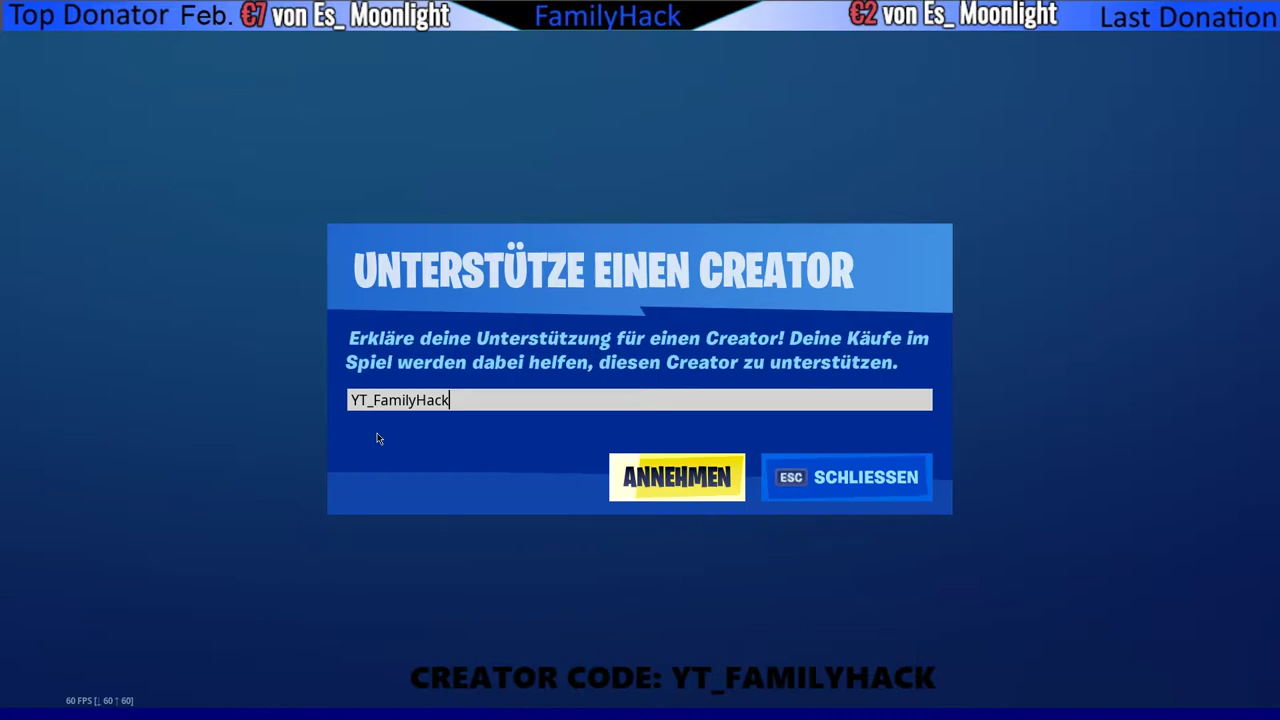 Top Donator Feb. €7 von Es_ Moonlight FamilyHack €2 von Es_ Moonlight Last Donation
UNTERSTÜTZE EINEN CREATOR
Erkläre deine Unterstützung für einen Creator! Deine Käufe im
Spiel werden dabei helfen, diesen Creator zu unterstützen.
YT_FamilyHack
ANNEHMEN ESC SCHLIESSEN
CREATOR CODE: YT_FAMILYHACK
60 FPS [↓ 60 ↑ 60]